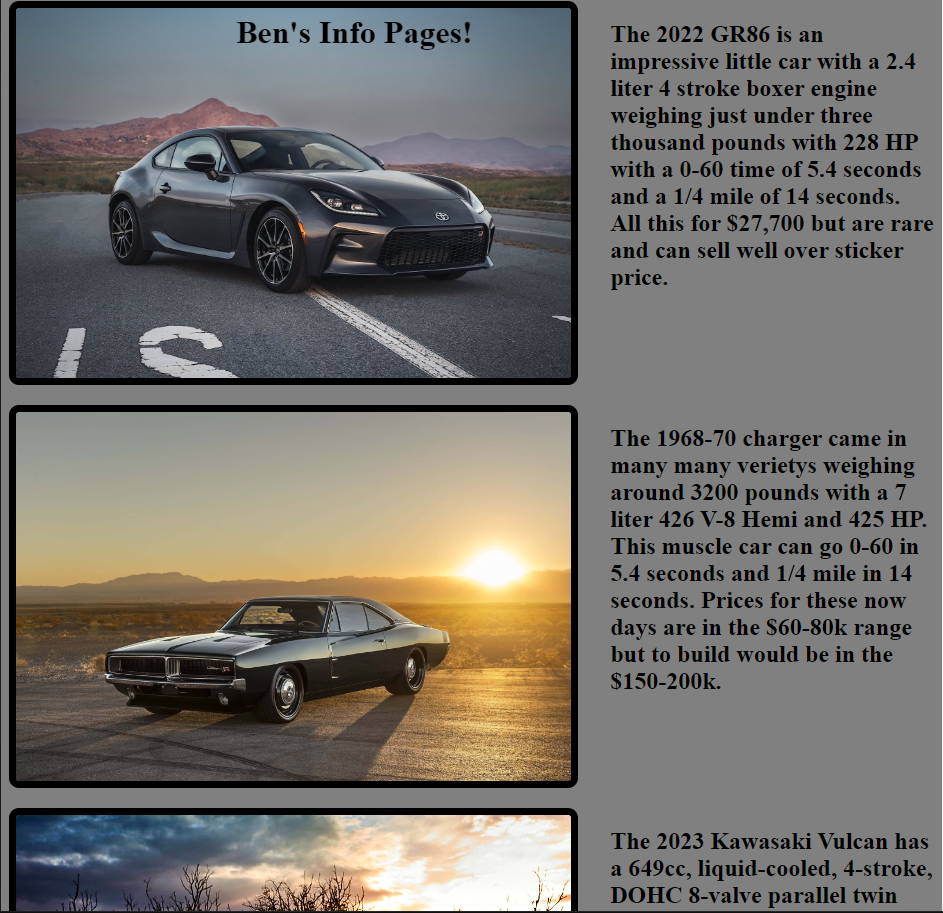 Ben's Info Pages!
The 2022 GR86 is an
impressive little car with a 2.4
liter 4 stroke boxer engine
weighing just under three
thousand pounds with 228 HP
with a 0-60 time of 5.4 seconds
and a 1/4 mile of 14 seconds.
All this for $27,700 but are rare
and can sell well over sticker
price.
The 1968-70 charger came in
many many verietys weighing
around 3200 pounds with a 7
liter 426 V-8 Hemi and 425 HP.
This muscle car can go 0-60 in
5.4 seconds and 1/4 mile in 14
seconds. Prices for these now
days are in the $60-80k range
but to build would be in the
$150-200k.
The 2023 Kawasaki Vulcan has
a 649cc, liquid-cooled, 4-stroke,
DOHC 8-valve parallel twin